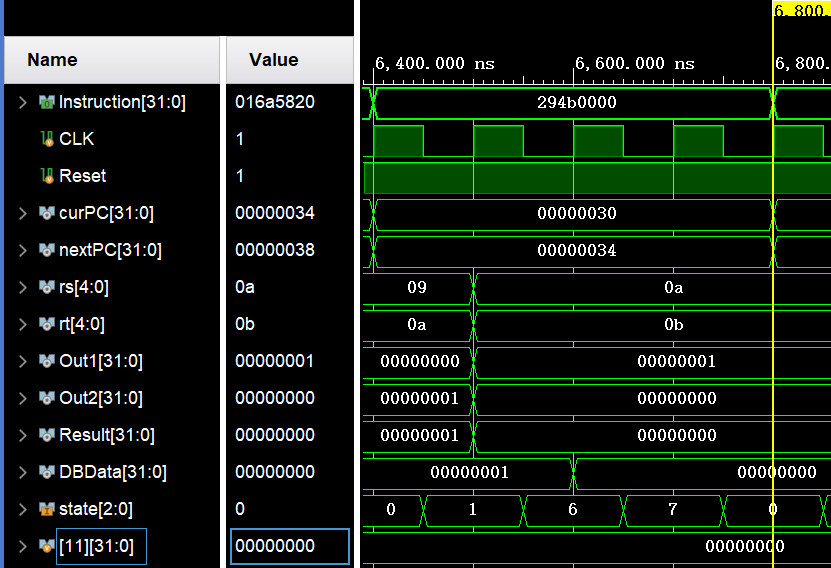 6,800.
Name Value 6,400.000 ns 6,600.000 ns 6,800.
Instruction[31:0] 016a5820 294b0000
CLK 1
Reset 1
curPC[31:0] 00000034 00000030
nextPC[31:0] 00000038 00000034
rs[4:0] 0a 09 0a
rt[4:0] 0b 0a 0b
Out1[31:0] 00000001 00000000 00000001
Out2[31:0] 00000000 00000001 00000000
Result[31:0] 00000000 00000001 00000000
DBData[31:0] 00000000 00000001 00000000
state[2:0] 0 0 1 6 7 0
[11][31:0] 00000000 00000000